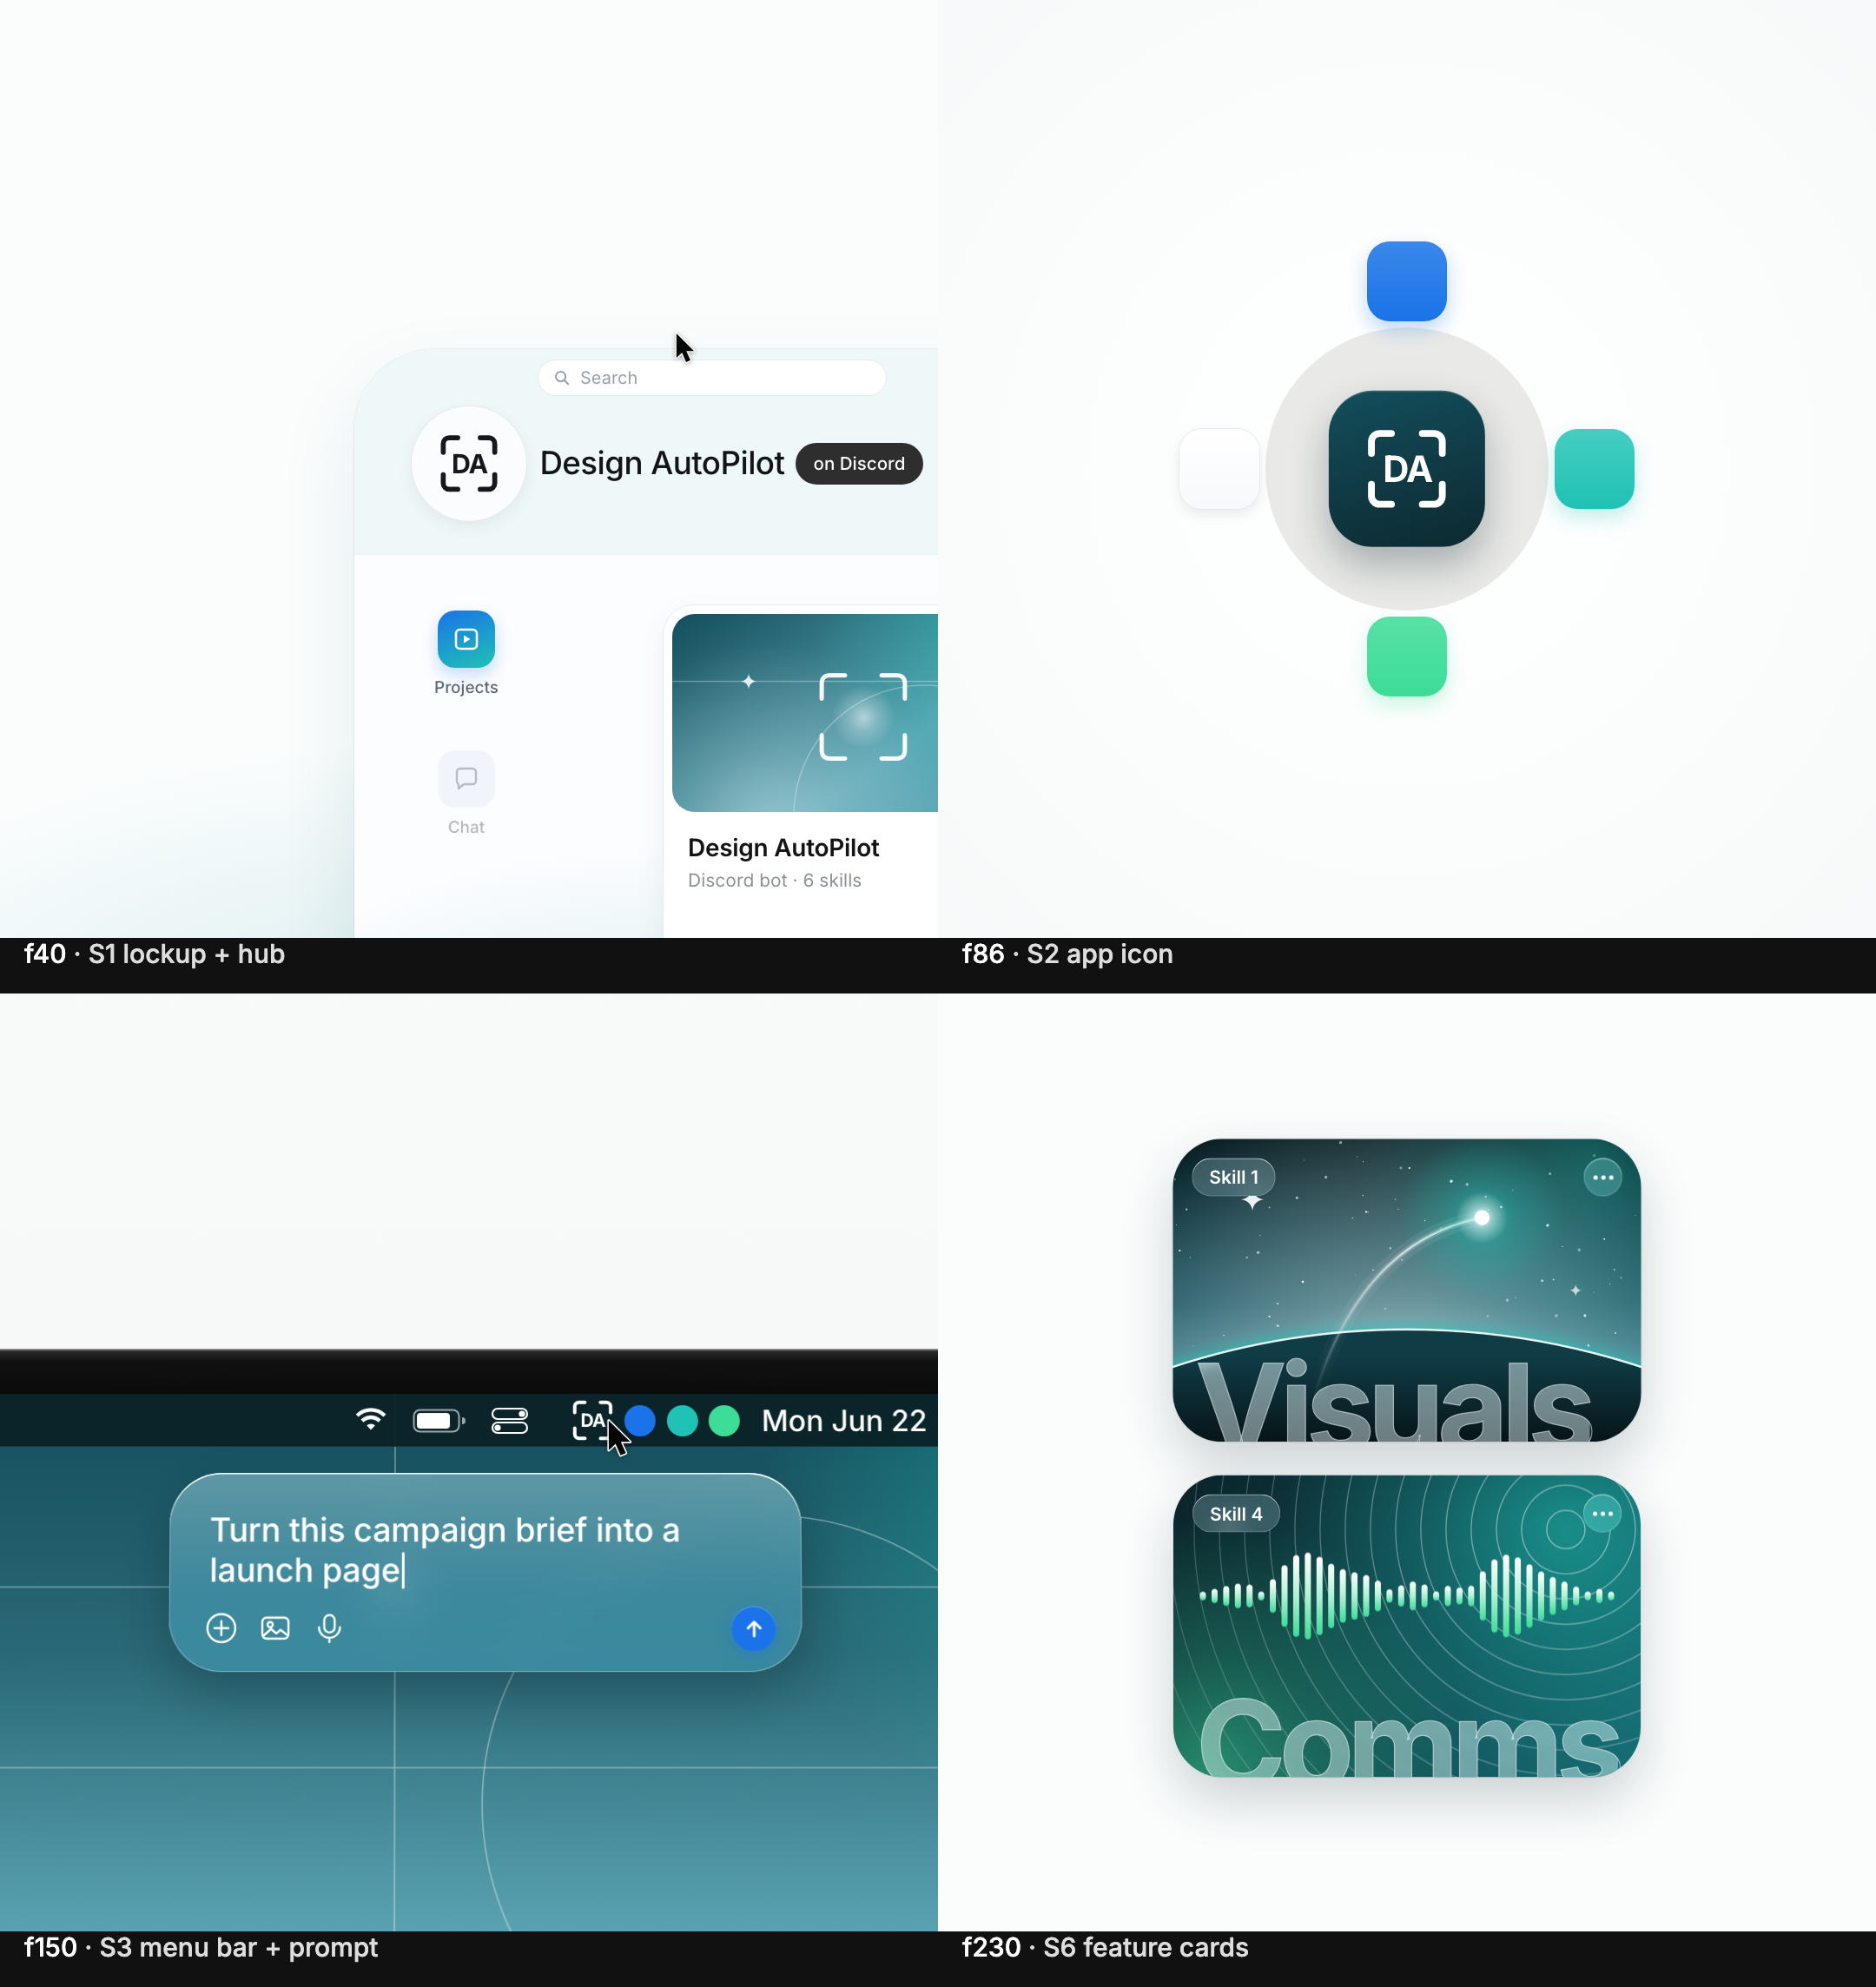 Search
DA
Design AutoPilot
on Discord
Projects
Chat
Design AutoPilot
Discord bot · 6 skills
f40 · S1 lockup + hub
DA
f86 · S2 app icon
DA
Mon Jun 22
Turn this campaign brief into a
launch page
f150 · S3 menu bar + prompt
Skill 1
Visuals
Skill 4
Comms
f230 · S6 feature cards